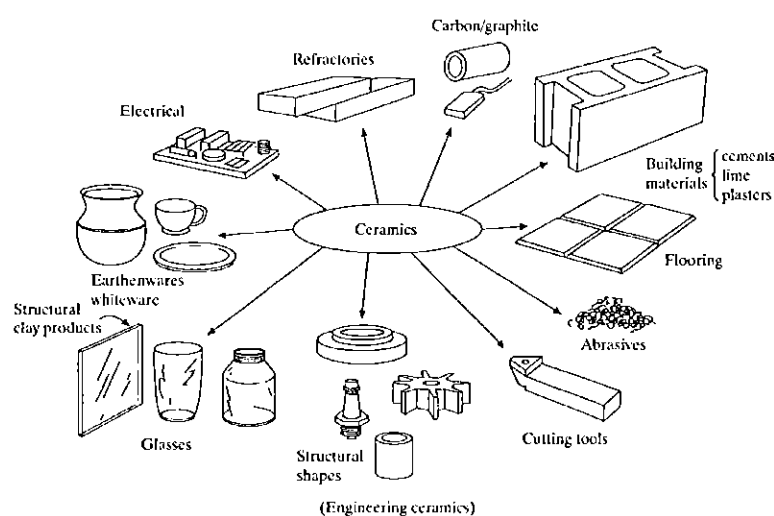 Carbon/graphite
Refractories
Electrical
Building
materials
cements
lime
plasters
Ceramics
Flooring
Earthenwares
whiteware
Structural
clay products
Abrasives
Glasses
Structural
shapes
Cutting tools
(Engineering ceramics)